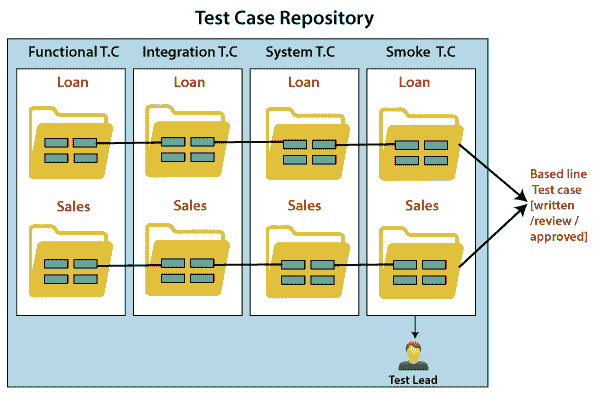 Test Case Repository
Functional T.C
Integration T.C
System T.C
Smoke T.C
Loan
Loan
Loan
Loan
Based line
Test case
[written
/review /
approved]
Sales
Sales
Sales
Sales
Test Lead